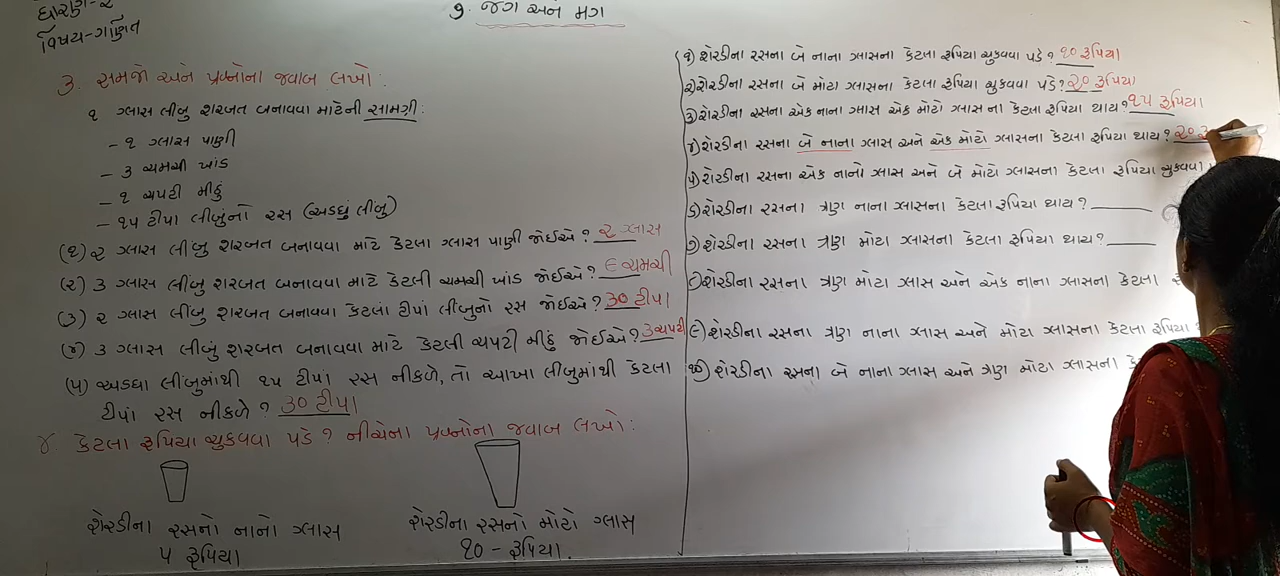 ધોરણ-૨
વિષય-ગણિત
૭. જગ અને મગ
૩. સમજો અને પ્રશ્નોના જવાબ લખો:
૧ ગ્લાસ લીંબુ શરબત બનાવવા માટેની સામગ્રી:
- ૧ ગ્લાસ પાણી
- ૩ ચમચી ખાંડ
- ૧ ચપટી મીઠું
- ૧૫ ટીપા લીંબુનો રસ (અડધું લીંબુ)
(૧) ૨ ગ્લાસ લીંબુ શરબત બનાવવા માટે કેટલા ગ્લાસ પાણી જોઈએ? ૨ ગ્લાસ
(૨) ૩ ગ્લાસ લીંબુ શરબત બનાવવા માટે કેટલી ચમચી ખાંડ જોઈએ? ૯ ચમચી
(૩) ૨ ગ્લાસ લીંબુ શરબત બનાવવા કેટલાં ટીપાં લીંબુનો રસ જોઈએ? ૩૦ ટીપા
(૪) ૩ ગ્લાસ લીંબું શરબત બનાવવા માટે કેટલી ચપટી મીઠું જોઈએ? ૩ ચપટી
(૫) અડધા લીંબુમાંથી ૧૫ ટીપાં રસ નીકળે, તો આખા લીંબુમાંથી કેટલા
ટીપાં રસ નીકળે? ૩૦ ટીપા
૪ કેટલા રૂપિયા ચુકવવા પડે? નીચેના પ્રશ્નોના જવાબ લખો:
શેરડીના રસનો નાનો ગ્લાસ
૫ રૂપિયા
શેરડીના રસનો મોટો ગ્લાસ
૧૦ - રૂપિયા.
(૧) શેરડીના રસના બે નાના ગ્લાસના કેટલા રૂપિયા ચુકવવા પડે? ૧૦ રૂપિયા
૨) શેરડીના રસના બે મોટા ગ્લાસના કેટલા રૂપિયા ચુકવવા પડે? ૨૦ રૂપિયા
૩) શેરડીના રસના એક નાના ગ્લાસ એક મોટો ગ્લાસ ના કેટલા રૂપિયા થાય? ૧૫ રૂપિયા
૪) શેરડીના રસના બે નાના ગ્લાસ અને એક મોટો ગ્લાસના કેટલા રૂપિયા થાય? ૨૦ રૂ
૫) શેરડીના રસના એક નાનો ગ્લાસ અને બે મોટો ગ્લાસના કેટલા રૂપિયા ચુકવવા
૬) શેરડીના રસના ત્રણ નાના ગ્લાસના કેટલા રૂપિયા થાય?
૭) શેરડીના રસના ત્રણ મોટા ગ્લાસના કેટલા રૂપિયા થાય?
૮) શેરડીના રસના ત્રણ મોટા ગ્લાસ અને એક નાના ગ્લાસના કેટલા
૯) શેરડીના રસના ત્રણ નાના ગ્લાસ અને મોટા ગ્લાસના કેટલા રૂપિયા
૧૦) શેરડીના રસના બે નાના ગ્લાસ અને ત્રણ મોટા ગ્લાસના